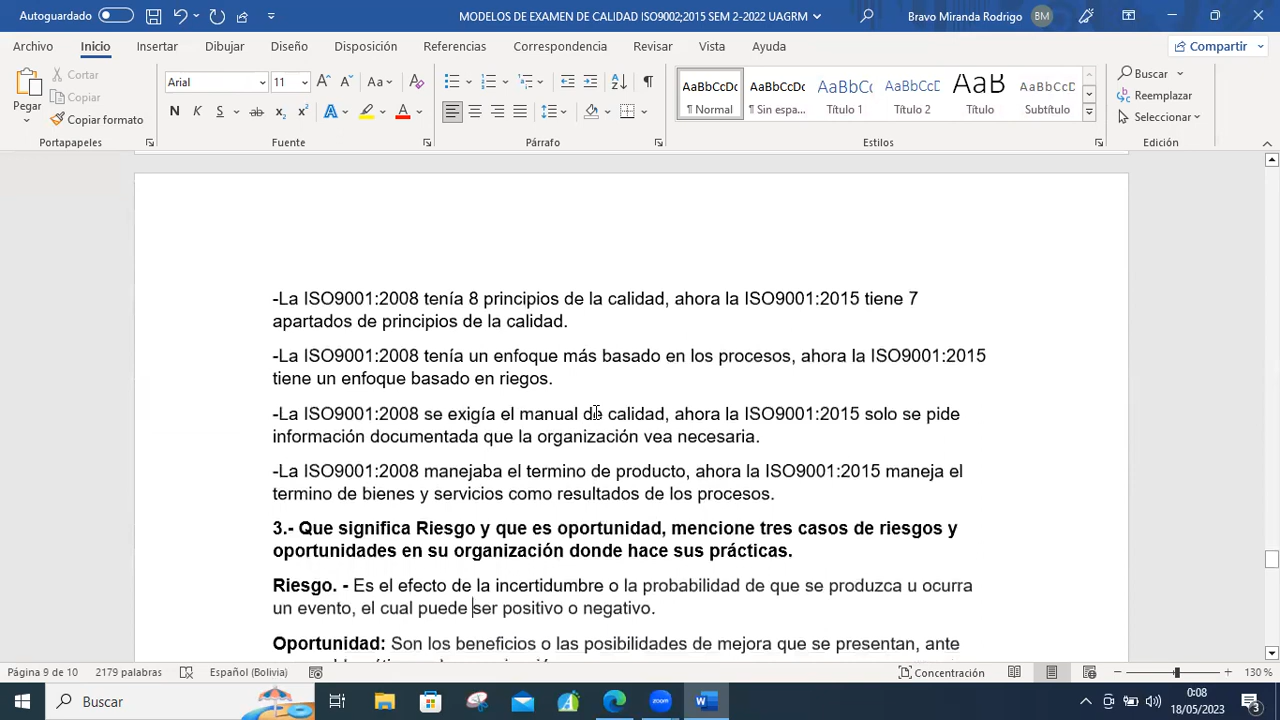 Autoguardado
MODELOS DE EXAMEN DE CALIDAD ISO9002;2015 SEM 2-2022 UAGRM
Bravo Miranda Rodrigo
BM
Archivo Inicio Insertar Dibujar Diseño Disposición Referencias Correspondencia Revisar Vista Ayuda
Compartir
Pegar
Cortar
Copiar
Copiar formato
Portapapeles
Arial 11
Aa
N K S ab x₂ x² A A
Fuente
Párrafo
AaBbCcDc AaBbCcDc AaBbCc AaBbCcD AaB AaBbCcD
¶ Normal ¶ Sin espa... Título 1 Título 2 Título Subtítulo
Estilos
Buscar
Reemplazar
Seleccionar
Edición
-La ISO9001:2008 tenía 8 principios de la calidad, ahora la ISO9001:2015 tiene 7
apartados de principios de la calidad.
-La ISO9001:2008 tenía un enfoque más basado en los procesos, ahora la ISO9001:2015
tiene un enfoque basado en riegos.
-La ISO9001:2008 se exigía el manual de calidad, ahora la ISO9001:2015 solo se pide
información documentada que la organización vea necesaria.
-La ISO9001:2008 manejaba el termino de producto, ahora la ISO9001:2015 maneja el
termino de bienes y servicios como resultados de los procesos.
3.- Que significa Riesgo y que es oportunidad, mencione tres casos de riesgos y
oportunidades en su organización donde hace sus prácticas.
Riesgo. - Es el efecto de la incertidumbre o la probabilidad de que se produzca u ocurra
un evento, el cual puede ser positivo o negativo.
Oportunidad: Son los beneficios o las posibilidades de mejora que se presentan, ante
Página 9 de 10 2179 palabras Español (Bolivia) Concentración 130 %
Buscar
zoom
0:08
18/05/2023
3